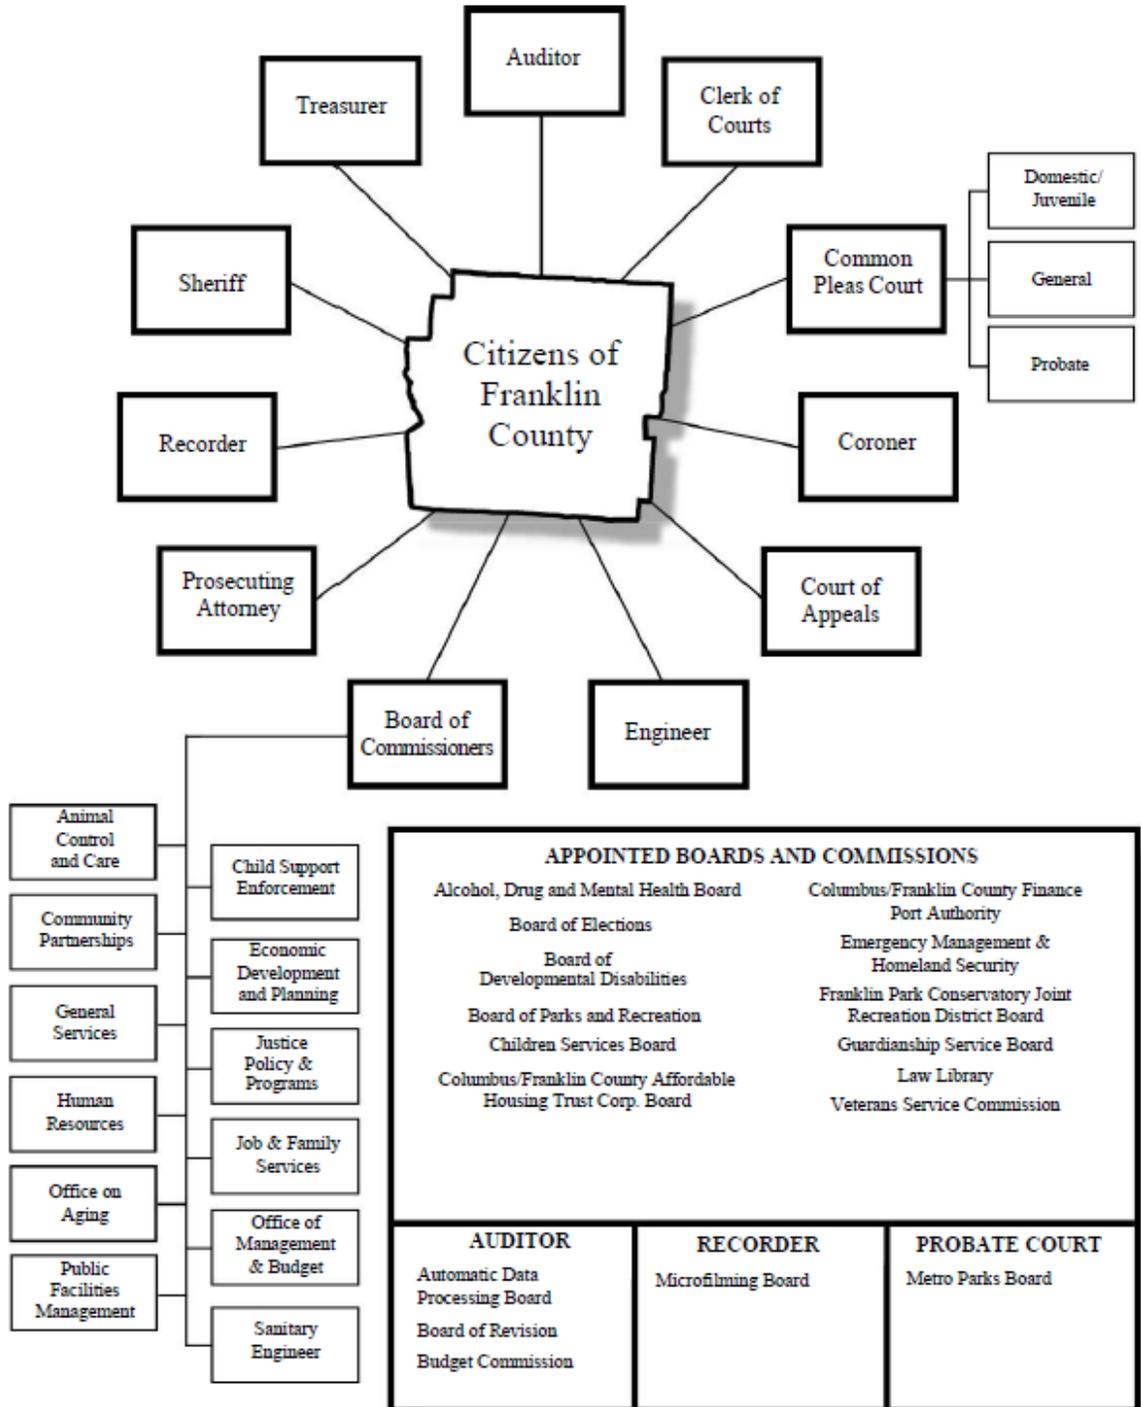 Auditor
Treasurer
Clerk of
Courts
Domestic/
Juvenile
Sheriff
Common
Pleas Court
General
Citizens of
Franklin
County
Probate
Recorder
Coroner
Prosecuting
Attorney
Court of
Appeals
Board of
Commissioners
Engineer
Animal
Control
and Care
Child Support
Enforcement
Community
Partnerships
Economic
Development
and Planning
General
Services
Justice
Policy &
Programs
Human
Resources
Job & Family
Services
Office on
Aging
Office of
Management
& Budget
Public
Facilities
Management
Sanitary
Engineer
APPOINTED BOARDS AND COMMISSIONS
Alcohol, Drug and Mental Health Board
Board of Elections
Board of
Developmental Disabilities
Board of Parks and Recreation
Children Services Board
Columbus/Franklin County Affordable
Housing Trust Corp. Board
Columbus/Franklin County Finance
Port Authority
Emergency Management &
Homeland Security
Franklin Park Conservatory Joint
Recreation District Board
Guardianship Service Board
Law Library
Veterans Service Commission
AUDITOR
Automatic Data
Processing Board
Board of Revision
Budget Commission
RECORDER
Microfilming Board
PROBATE COURT
Metro Parks Board